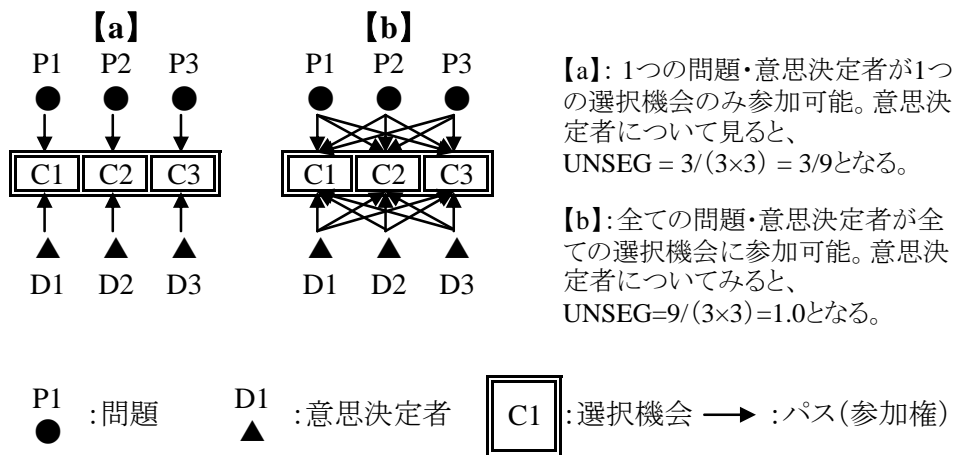 【a】
【b】
P1 P2 P3
P1 P2 P3
C1 C2 C3
C1 C2 C3
D1 D2 D3
D1 D2 D3
【a】: 1つの問題・意思決定者が1つ
の選択機会のみ参加可能。意思決
定者について見ると、
UNSEG = 3/(3×3) = 3/9となる。
【b】:全ての問題・意思決定者が全
ての選択機会に参加可能。意思決
定者についてみると、
UNSEG=9/(3×3)=1.0となる。
P1 :問題
D1 :意思決定者
C1 :選択機会
:パス(参加権)